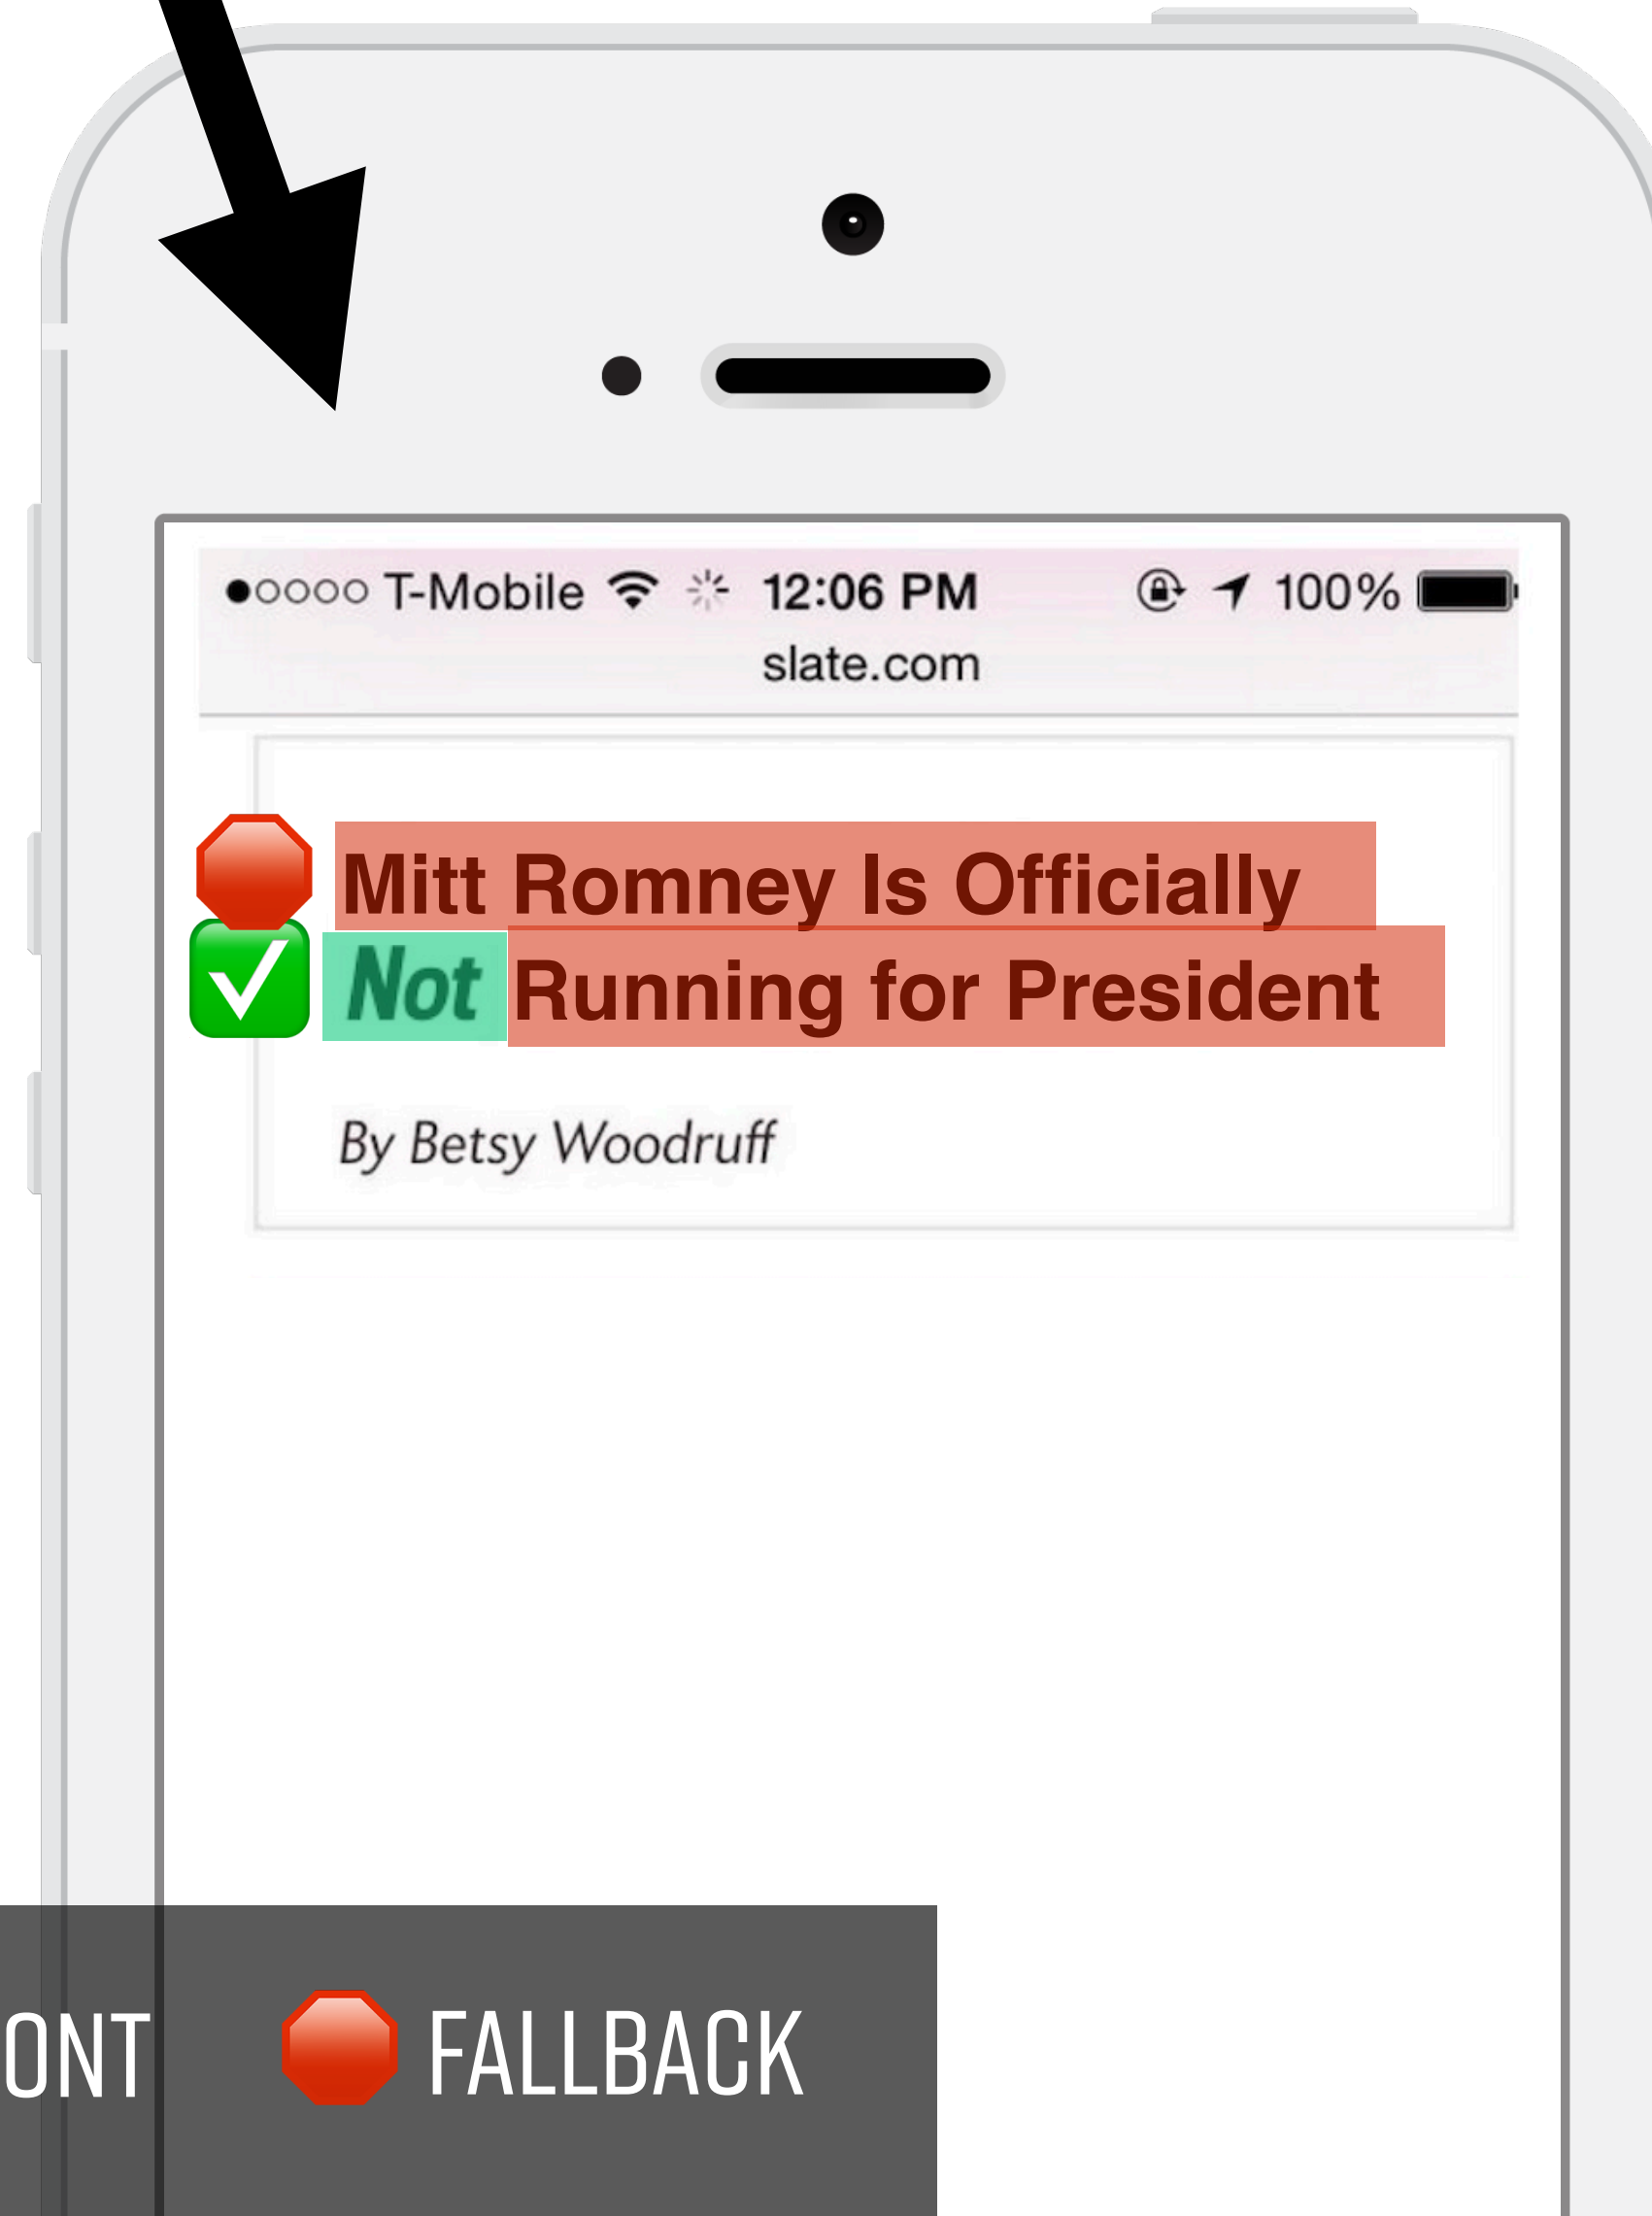 T-Mobile 12:06 PM 100%
slate.com
Mitt Romney Is Officially
Not Running for President
By Betsy Woodruff
ONT FALLBACK